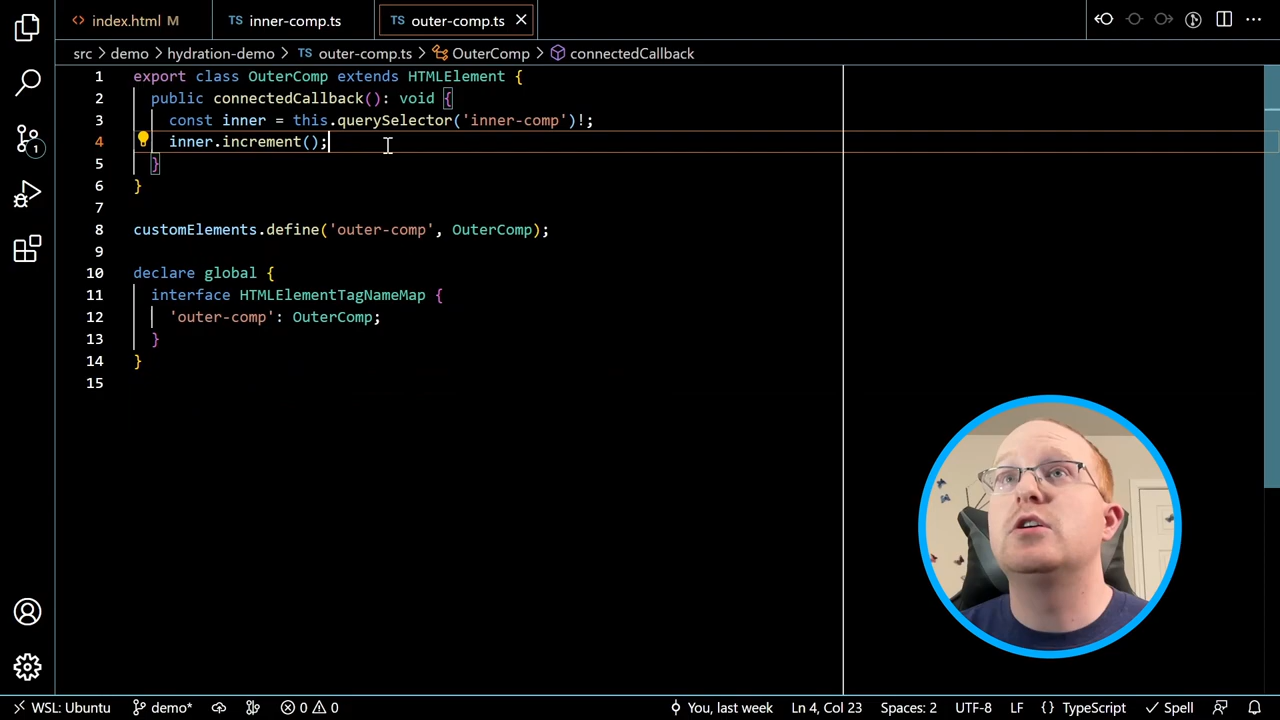 index.html M
TS inner-comp.ts
TS outer-comp.ts
src > demo > hydration-demo > TS outer-comp.ts > OuterComp > connectedCallback
1 export class OuterComp extends HTMLElement {
2 public connectedCallback(): void {
3 const inner = this.querySelector('inner-comp')!;
4 inner.increment();
5 }
6 }
7
8 customElements.define('outer-comp', OuterComp);
9
10 declare global {
11 interface HTMLElementTagNameMap {
12 'outer-comp': OuterComp;
13 }
14 }
15
1
WSL: Ubuntu demo* 0 0 You, last week Ln 4, Col 23 Spaces: 2 UTF-8 LF {} TypeScript Spell